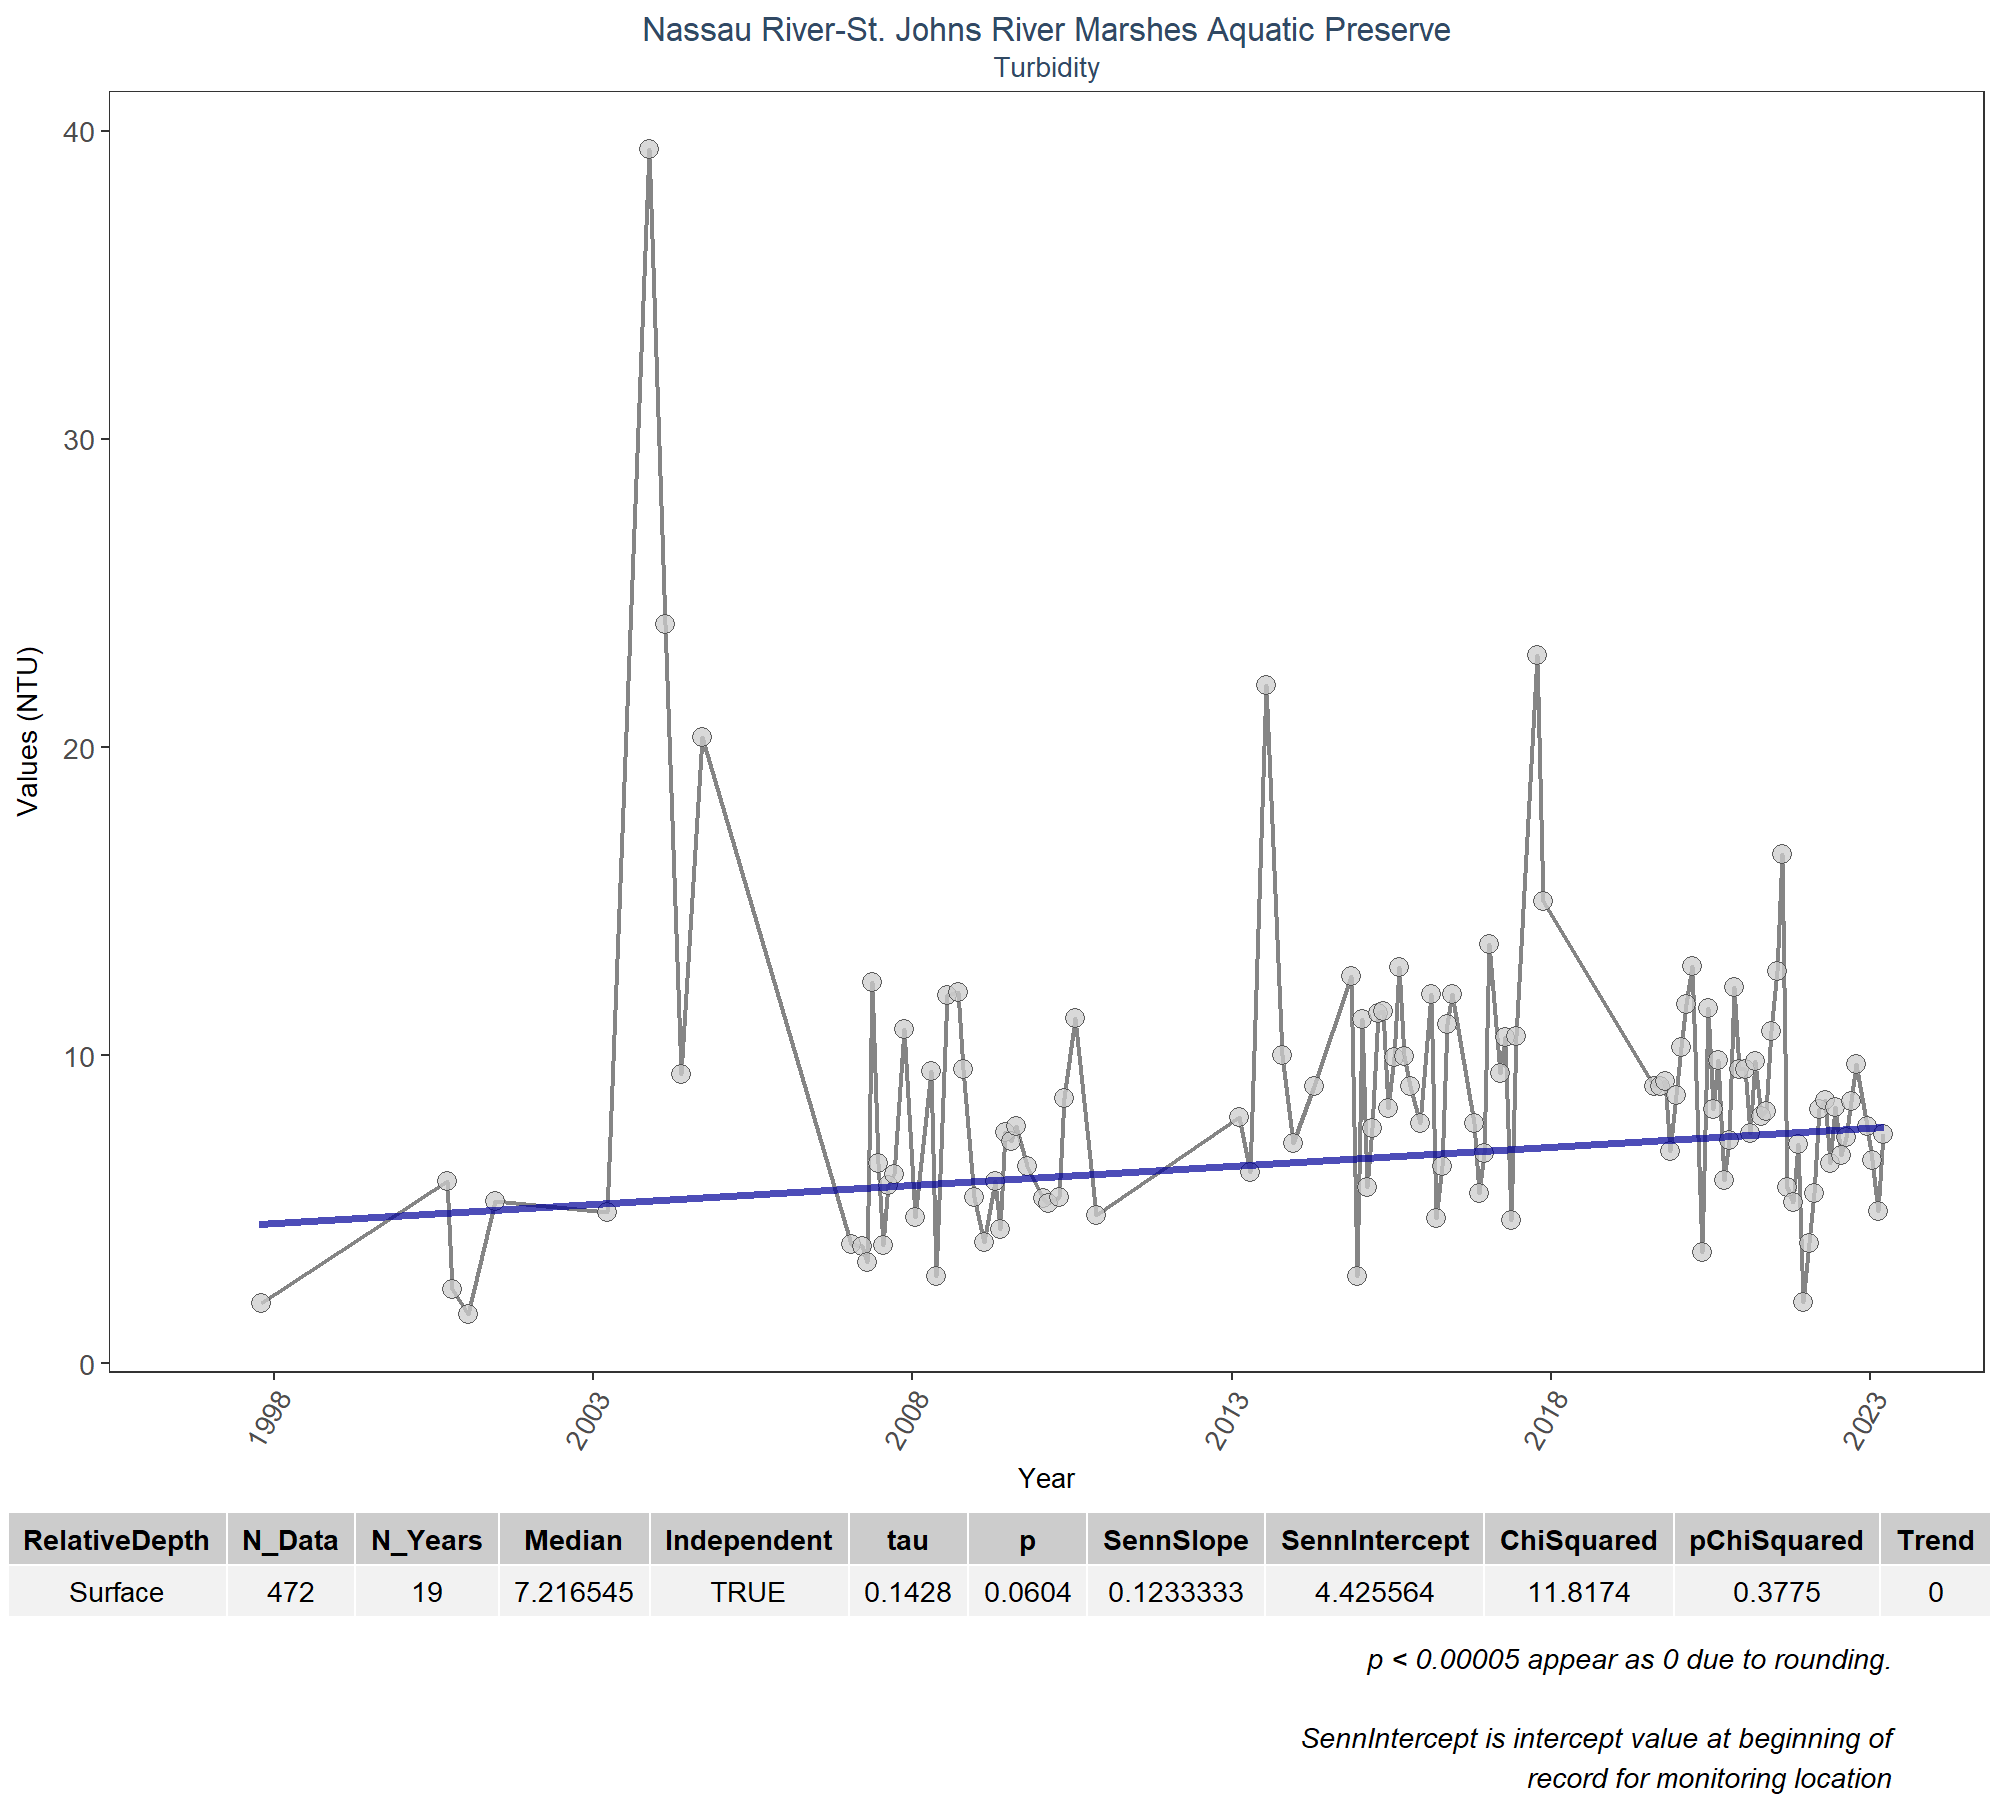 Nassau River-St. Johns River Marshes Aquatic Preserve
Turbidity
40
30
20
10
0
Values (NTU)
1998
2003
2008
2013
2018
2023
Year
RelativeDepth N_Data N_Years Median Independent tau p SennSlope SennIntercept ChiSquared pChiSquared Trend
Surface 472 19 7.216545 TRUE 0.1428 0.0604 0.1233333 4.425564 11.8174 0.3775 0
p < 0.00005 appear as 0 due to rounding.
SennIntercept is intercept value at beginning of
record for monitoring location